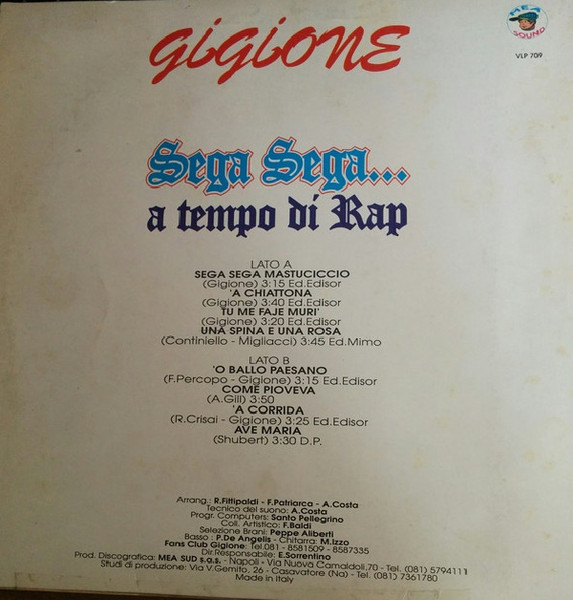 GiGiONE
MEA
SOUND
VLP 709
Sega Sega...
a tempo di Rap
LATO A
SEGA SEGA MASTUCICCIO
(Gigione) 3:15 Ed.Edisor
'A CHIATTONA
(Gigione) 3:40 Ed.Edisor
TU ME FAJE MURI'
(Gigione) 3:20 Ed.Edisor
UNA SPINA E UNA ROSA
(Continiello - Migliacci) 3:45 Ed.Mimo
LATO B
'O BALLO PAESANO
(F.Percopo - Gigione) 3:15 Ed.Edisor
COME PIOVEVA
(A.Gill) 3:50
'A CORRIDA
(R.Crisai - Gigione) 3:25 Ed.Edisor
AVE MARIA
(Shubert) 3:30 D.P.
Arrang.: R.Fittipaldi - F.Patriarca - A.Costa
Tecnico del suono: A.Costa
Progr. Computers: Santo Pellegrino
Coll. Artistico: F.Baldi
Selezione Brani: Peppe Aliberti
Basso: P.De Angelis - Chitarra: M.Izzo
Fans Club Gigione: Tel.081 - 8581509 - 8587335
Dir.Responsabile: E.Sorrentino
Prod. Discografica: MEA SUD s.a.s. - Napoli - Via Nuova Camaldoli,70 - Tel. (081) 5794111
Studi di produzione: Via V.Gemito, 26 - Casavatore (Na) - Tel. (081) 7361780
Made in Italy